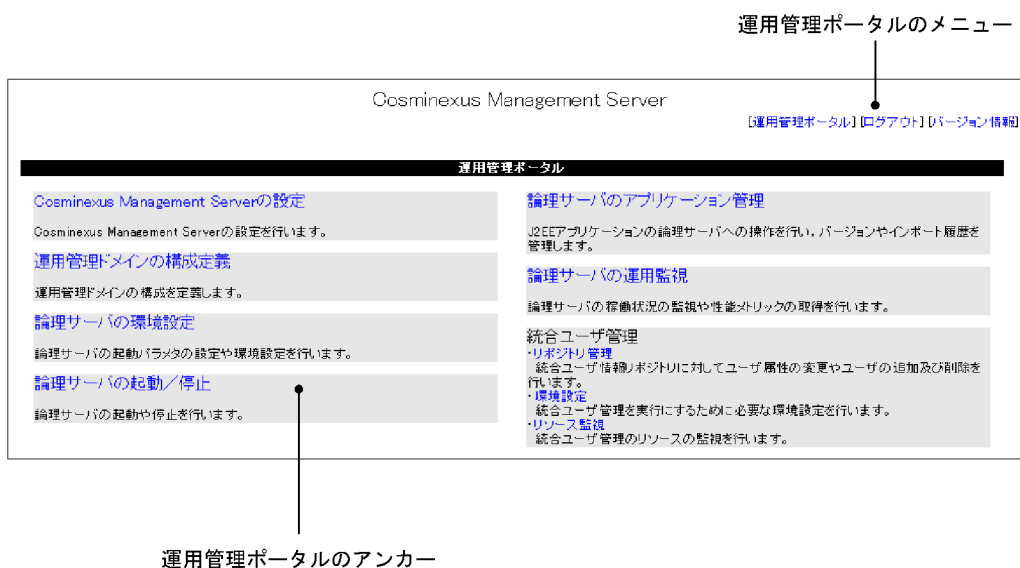 運用管理ポータルのメニュー
Cosminexus Management Server
[運用管理ポータル] [ログアウト] [バージョン情報]
運用管理ポータル
Cosminexus Management Serverの設定
Cosminexus Management Serverの設定を行います。
運用管理ドメインの構成定義
運用管理ドメインの構成を定義します。
論理サーバの環境設定
論理サーバの起動パラメタの設定や環境設定を行います。
論理サーバの起動／停止
論理サーバの起動や停止を行います。
論理サーバのアプリケーション管理
J2EEアプリケーションの論理サーバへの操作を行い，バージョンやインポート履歴を
管理します。
論理サーバの運用監視
論理サーバの稼働状況の監視や性能メトリックの取得を行います。
統合ユーザ管理
・リポジトリ管理
統合ユーザ情報リポジトリに対してユーザ属性の変更やユーザの追加及び削除を
行います。
・環境設定
統合ユーザ管理を実行にするために必要な環境設定を行います。
・リソース監視
統合ユーザ管理のリソースの監視を行います。
運用管理ポータルのアンカー